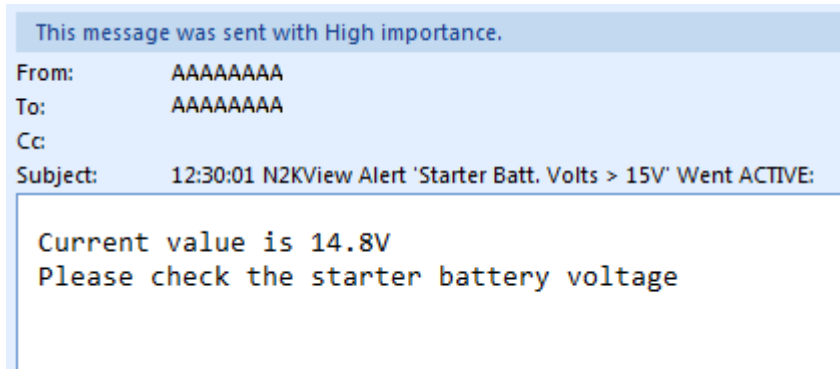 This message was sent with High importance.
From: AAAAAAAA
To: AAAAAAAA
Cc:
Subject: 12:30:01 N2KView Alert 'Starter Batt. Volts > 15V' Went ACTIVE:
Current value is 14.8V
Please check the starter battery voltage